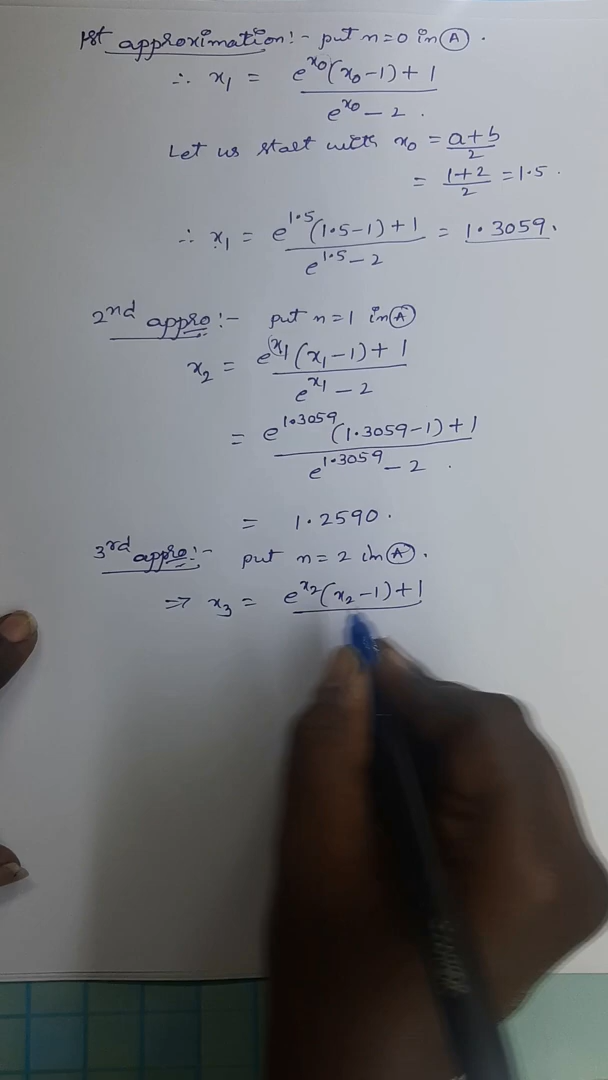 1st approximation:- put n=0 in Ⓐ.
∴ x₁ = (e^x₀(x₀-1)+1)/(e^x₀-2).
Let us start with x₀ = (a+b)/2
= (1+2)/2 = 1.5.
∴ x₁ = (e^1.5(1.5-1)+1)/(e^1.5-2) = 1.3059.
2nd appro:- put n=1 in Ⓐ
x₂ = (e^x₁(x₁-1)+1)/(e^x₁-2)
= (e^1.3059(1.3059-1)+1)/(e^1.3059-2).
= 1.2590.
3rd appro:- put n=2 in Ⓐ.
⇒ x₃ = e^x₂(x₂-1)+1